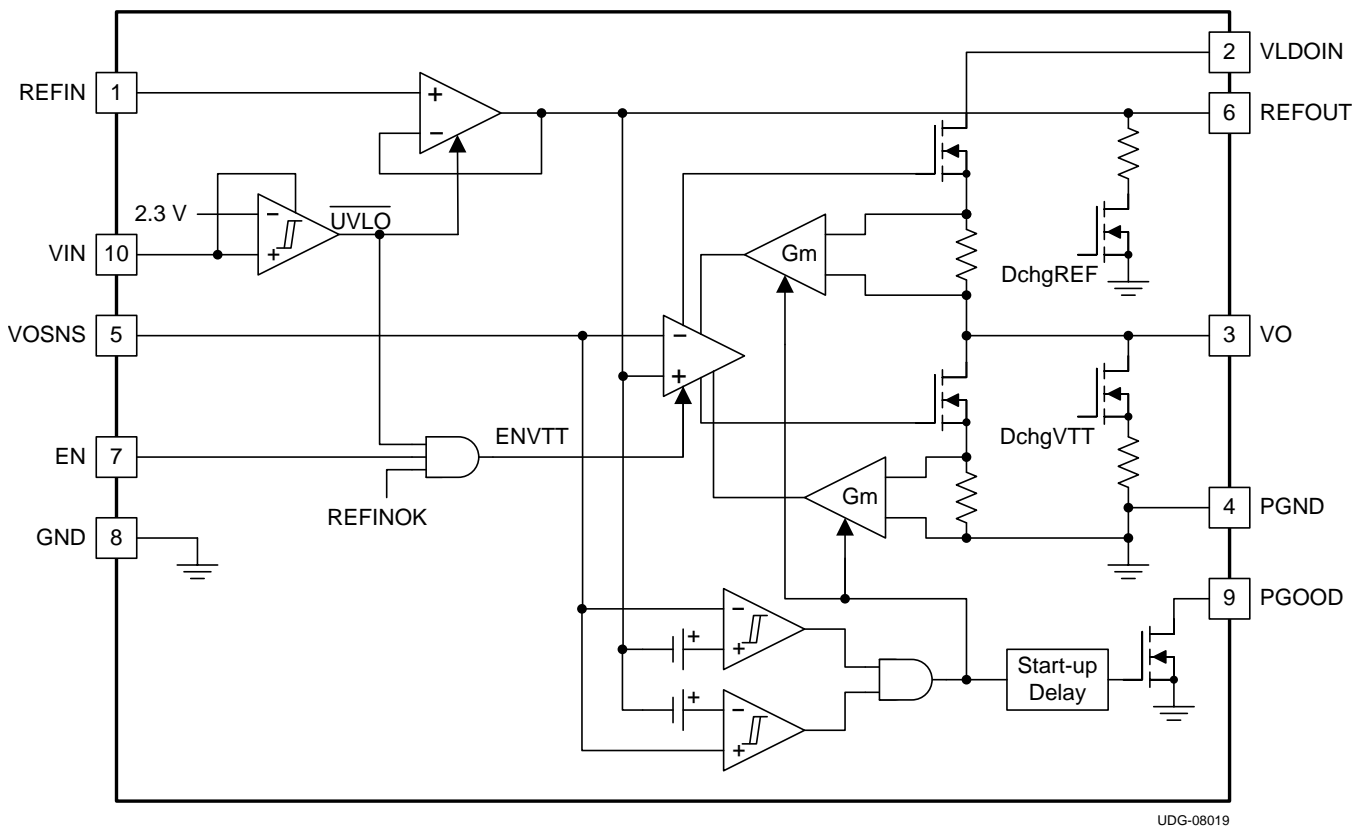 2 VLDOIN
REFIN 1
+
6 REFOUT
−
2.3 V
−
UVLO
VIN 10
+
Gm
DchgREF
VOSNS 5
−
3 VO
+
ENVTT
DchgVTT
EN 7
REFINOK
Gm
4 PGND
GND 8
9 PGOOD
−
+
+
Start-up
Delay
+
−
+
UDG-08019